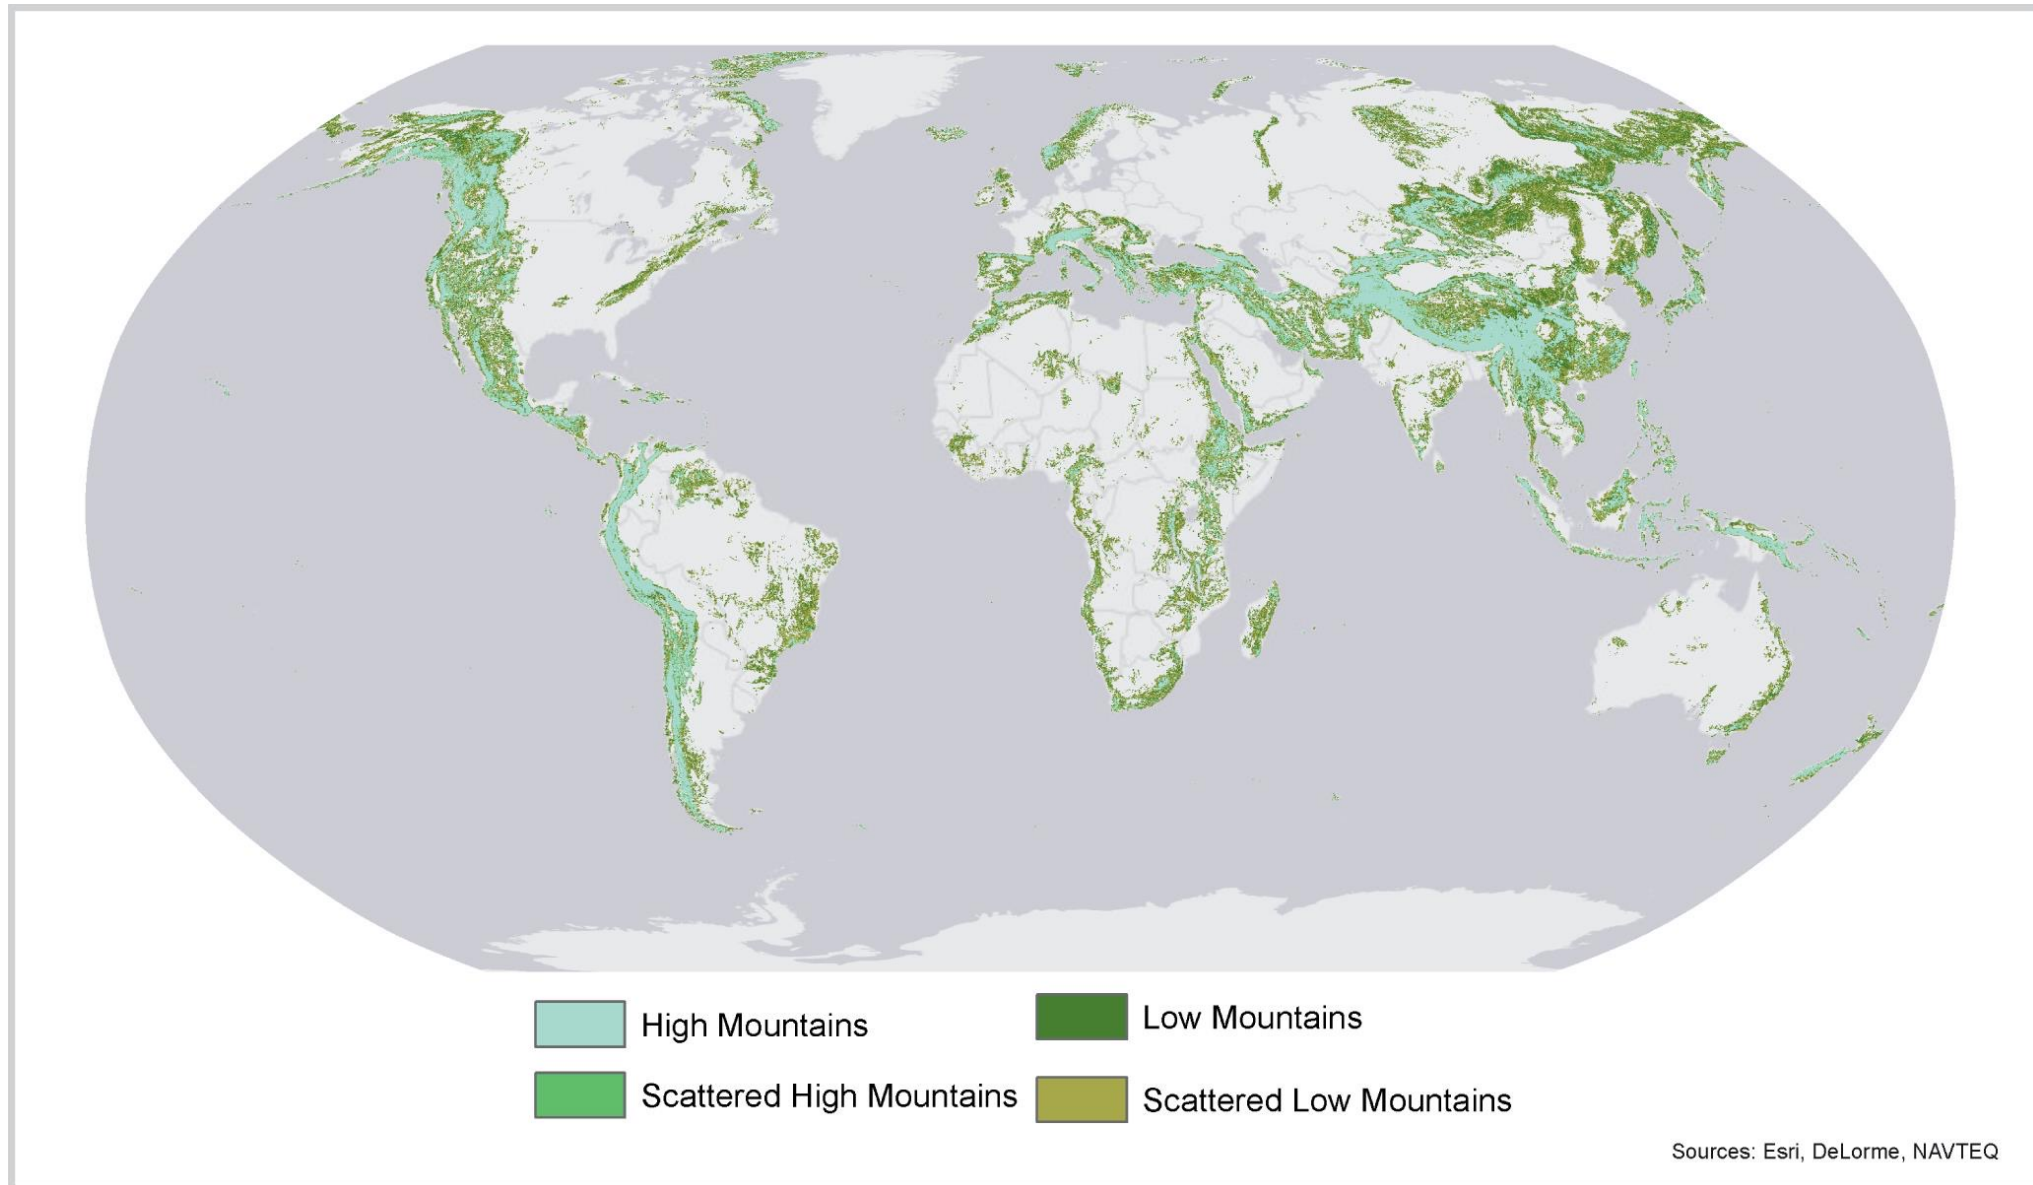 High Mountains
Low Mountains
Scattered High Mountains
Scattered Low Mountains
Sources: Esri, DeLorme, NAVTEQ